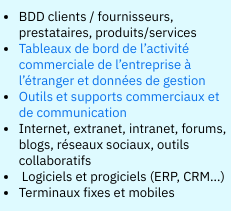 • BDD clients / fournisseurs,
prestataires, produits/services
• Tableaux de bord de l'activité
commerciale de l'entreprise à
l'étranger et données de gestion
• Outils et supports commerciaux et
de communication
• Internet, extranet, intranet, forums,
blogs, réseaux sociaux, outils
collaboratifs
• Logiciels et progiciels (ERP, CRM...)
• Terminaux fixes et mobiles